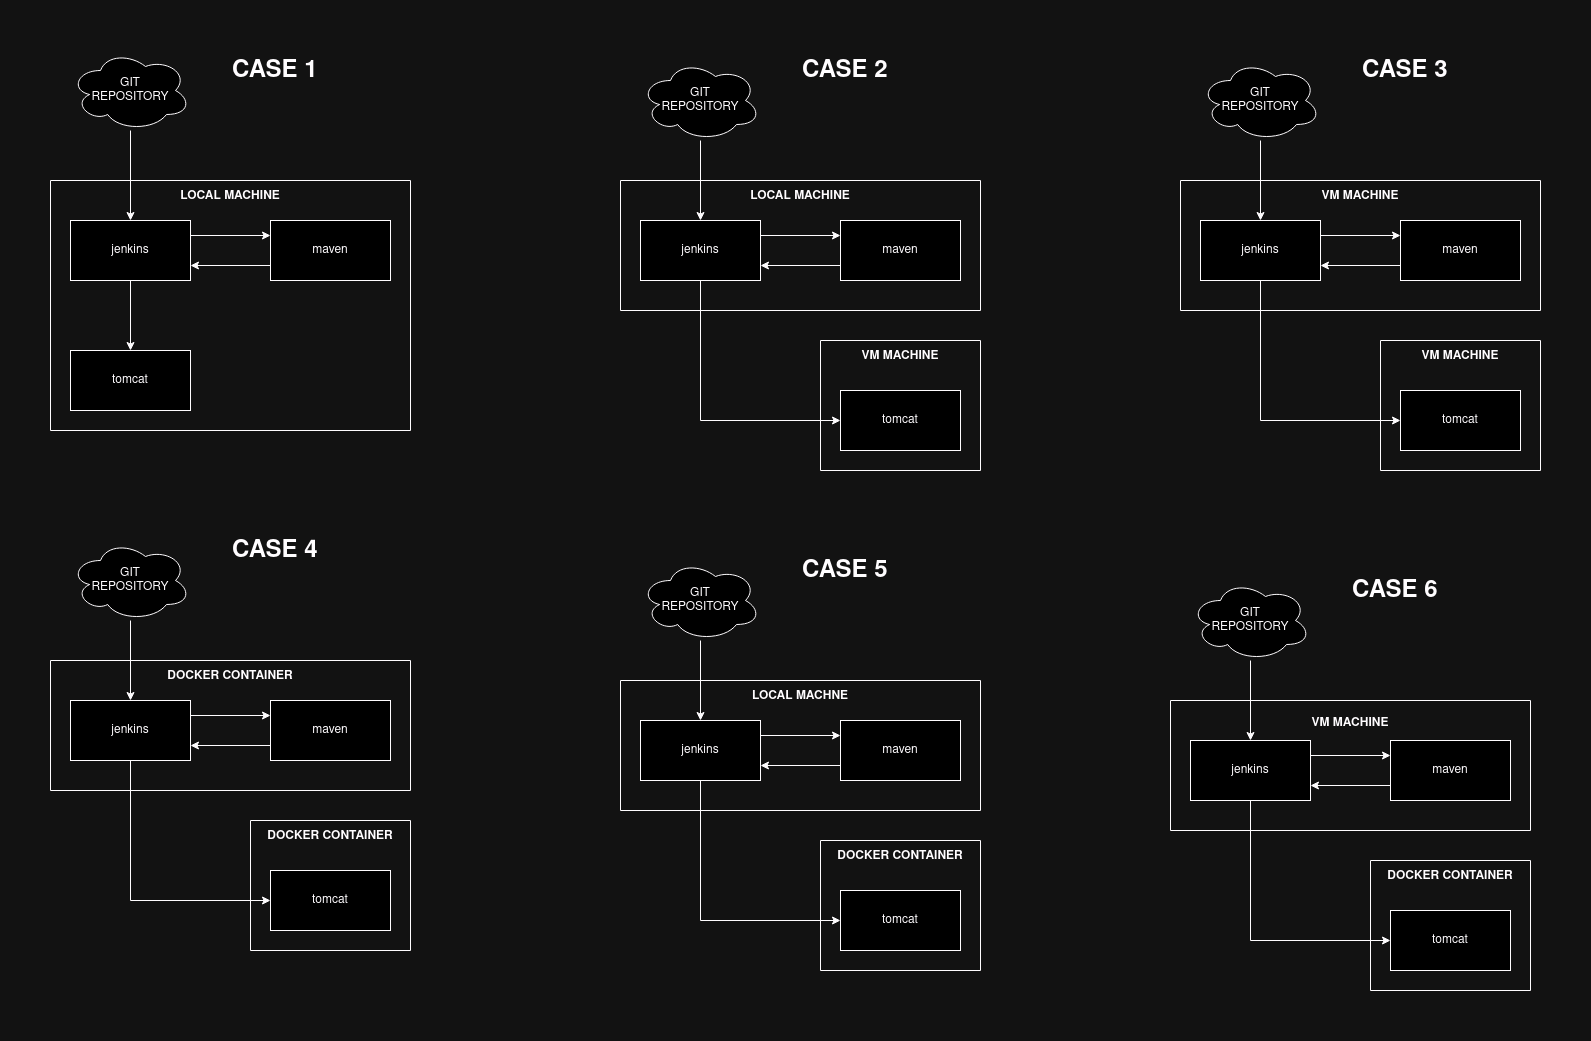 CASE 1
GIT
REPOSITORY
LOCAL MACHINE
jenkins
maven
tomcat
CASE 2
GIT
REPOSITORY
LOCAL MACHINE
jenkins
maven
VM MACHINE
tomcat
CASE 3
GIT
REPOSITORY
VM MACHINE
jenkins
maven
VM MACHINE
tomcat
CASE 4
GIT
REPOSITORY
DOCKER CONTAINER
jenkins
maven
DOCKER CONTAINER
tomcat
CASE 5
GIT
REPOSITORY
LOCAL MACHNE
jenkins
maven
DOCKER CONTAINER
tomcat
CASE 6
GIT
REPOSITORY
VM MACHINE
jenkins
maven
DOCKER CONTAINER
tomcat